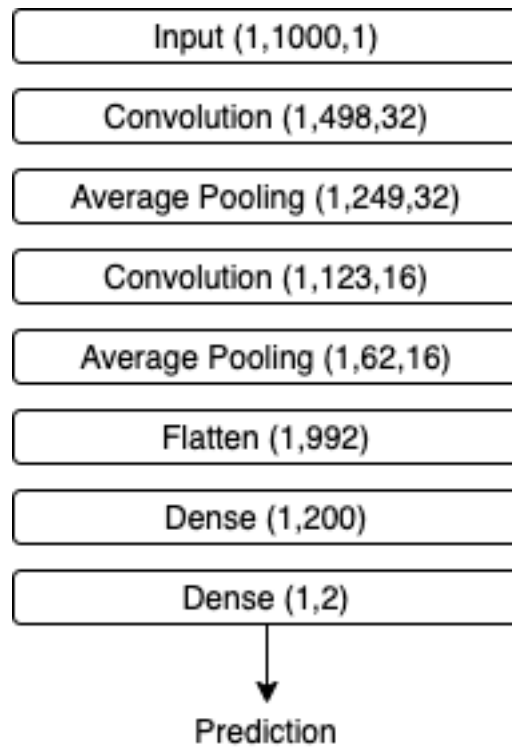 Input (1,1000,1)
Convolution (1,498,32)
Average Pooling (1,249,32)
Convolution (1,123,16)
Average Pooling (1,62,16)
Flatten (1,992)
Dense (1,200)
Dense (1,2)
Prediction